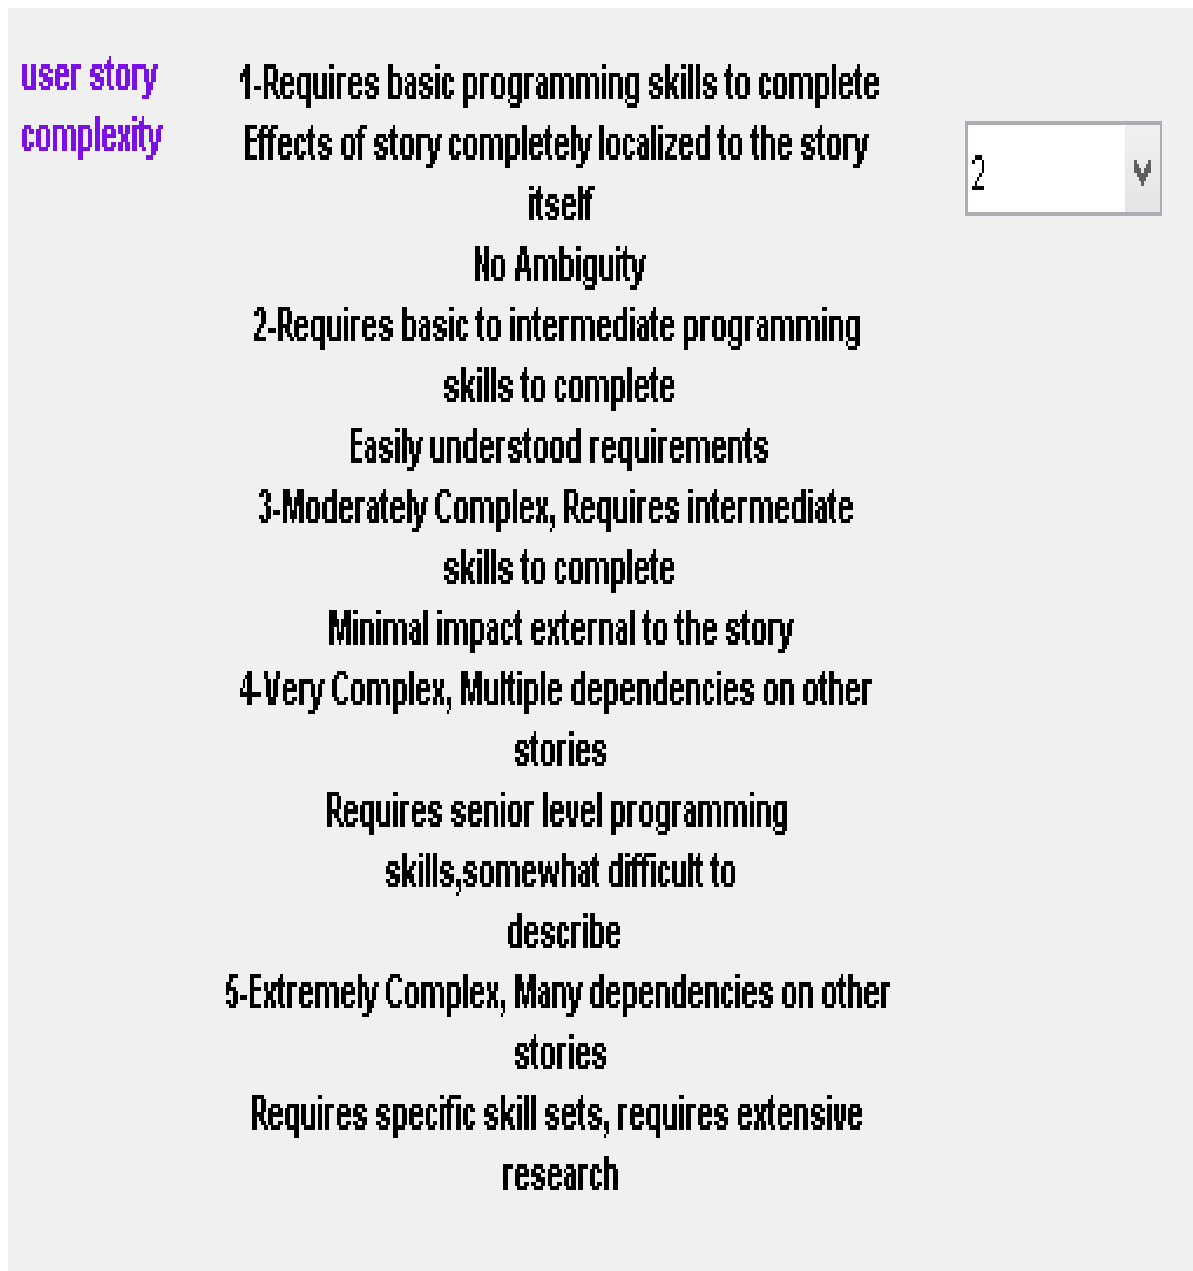 user story
complexity
1-Requires basic programming skills to complete
Effects of story completely localized to the story
itself
No Ambiguity
2-Requires basic to intermediate programming
skills to complete
Easily understood requirements
3-Moderately Complex, Requires intermediate
skills to complete
Minimal impact external to the story
4-Very Complex, Multiple dependencies on other
stories
Requires senior level programming
skills,somewhat difficult to
describe
5-Extremely Complex, Many dependencies on other
stories
Requires specific skill sets, requires extensive
research
2